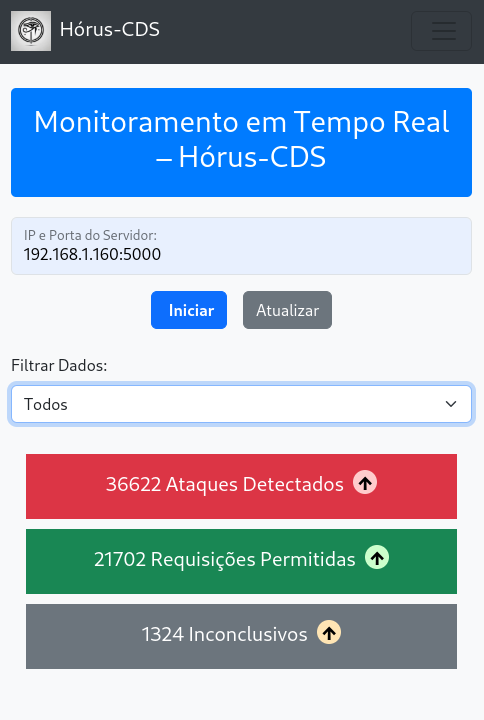 Hórus-CDS
Monitoramento em Tempo Real
– Hórus-CDS
IP e Porta do Servidor:
192.168.1.160:5000
Iniciar
Atualizar
Filtrar Dados:
Todos
36622 Ataques Detectados
21702 Requisições Permitidas
1324 Inconclusivos